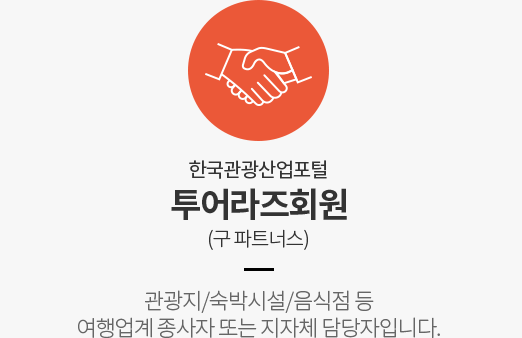 한국관광산업포털
투어라즈회원
(구 파트너스)
관광지/숙박시설/음식점 등
여행업계 종사자 또는 지자체 담당자입니다.